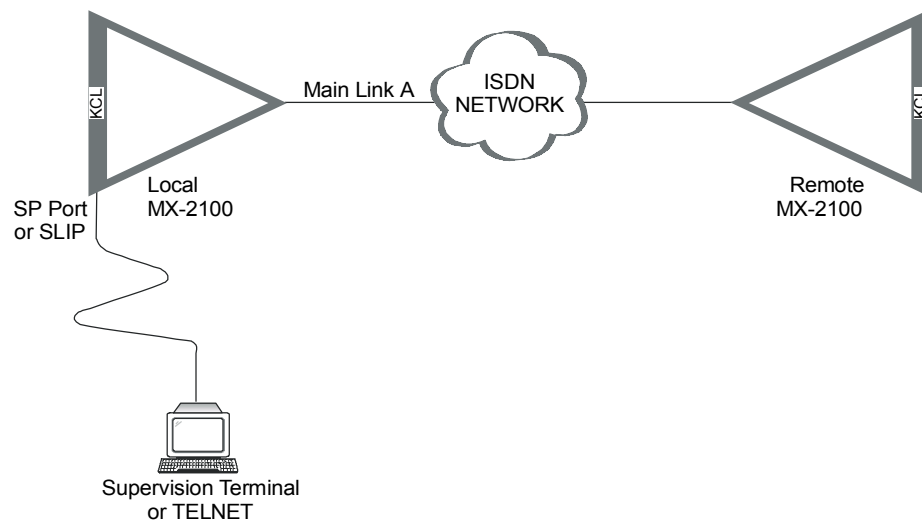 KCL
Main Link A
ISDN
NETWORK
KCL
Local
MX-2100
Remote
MX-2100
SP Port
or SLIP
Supervision Terminal
or TELNET